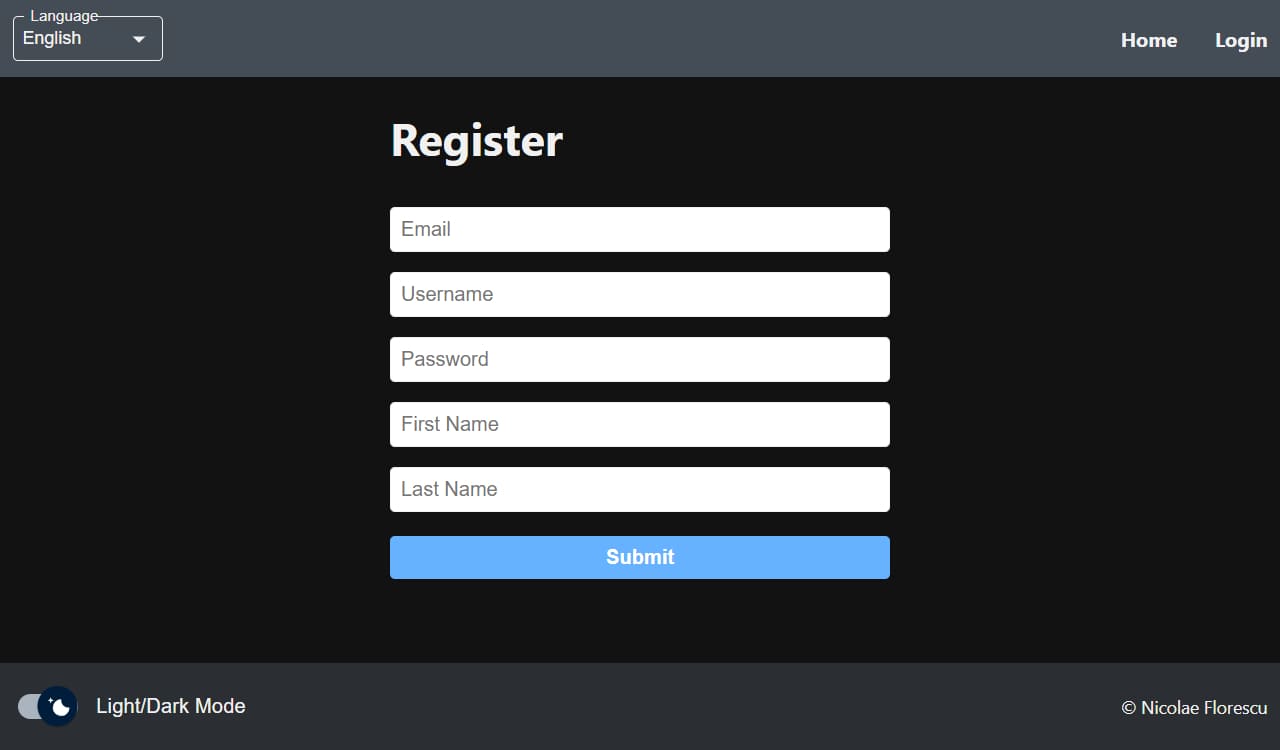 Language
English
Home
Login
Register
Email
Username
Password
First Name
Last Name
Submit
Light/Dark Mode
© Nicolae Florescu